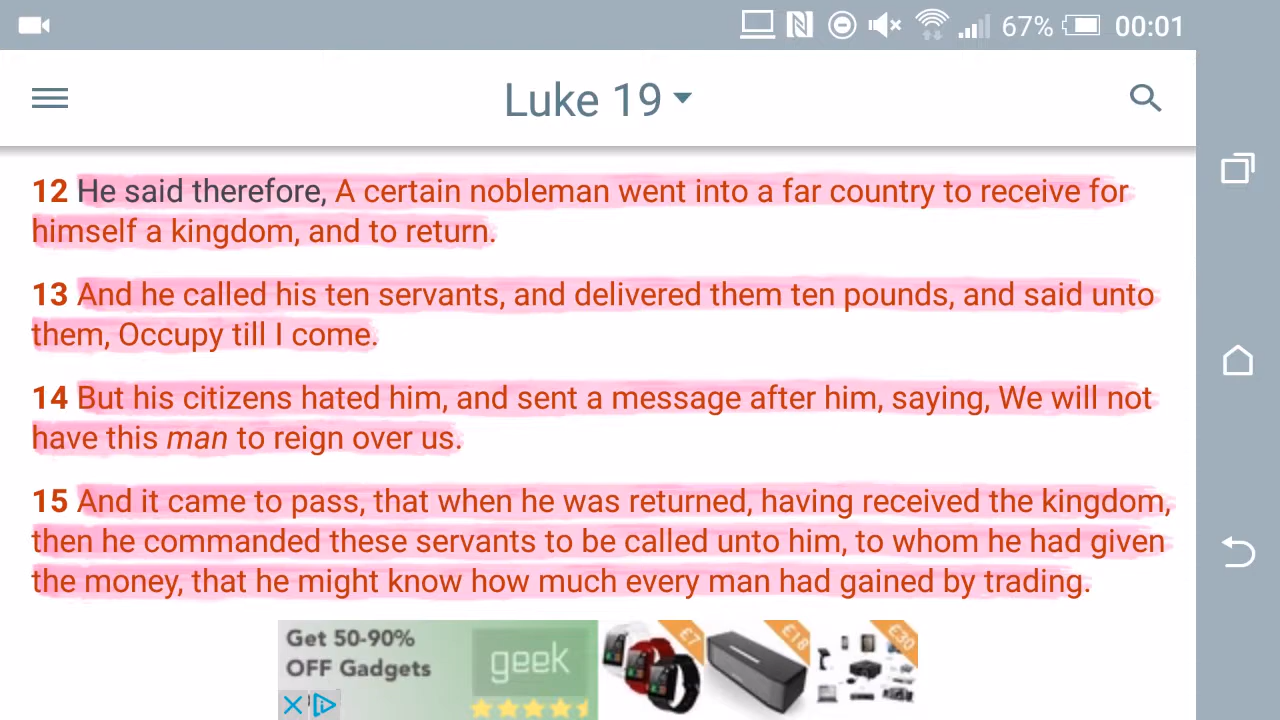 67% 00:01
Luke 19
12 He said therefore, A certain nobleman went into a far country to receive for
himself a kingdom, and to return.
13 And he called his ten servants, and delivered them ten pounds, and said unto
them, Occupy till I come.
14 But his citizens hated him, and sent a message after him, saying, We will not
have this man to reign over us.
15 And it came to pass, that when he was returned, having received the kingdom,
then he commanded these servants to be called unto him, to whom he had given
the money, that he might know how much every man had gained by trading.
Get 50-90%
OFF Gadgets
geek
£7
£18
£30